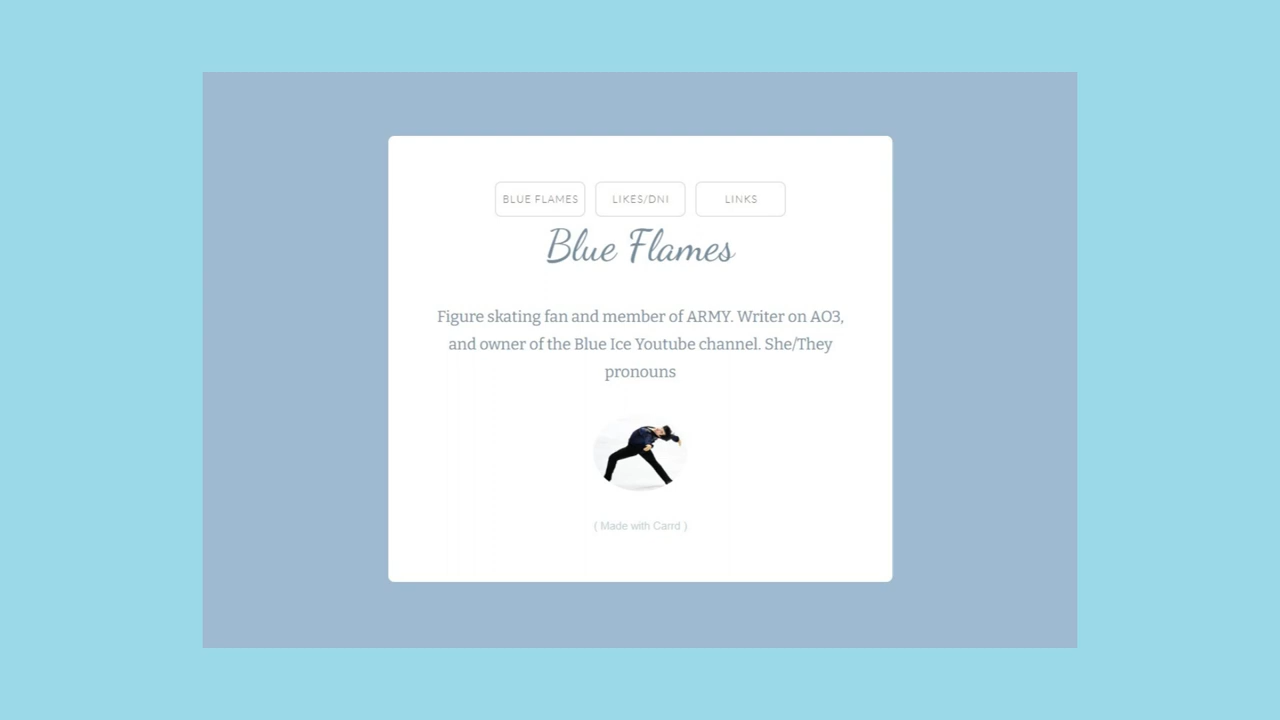 BLUE FLAMES LIKES/DNI LINKS
Blue Flames
Figure skating fan and member of ARMY. Writer on AO3,
and owner of the Blue Ice Youtube channel. She/They
pronouns
( Made with Carrd )